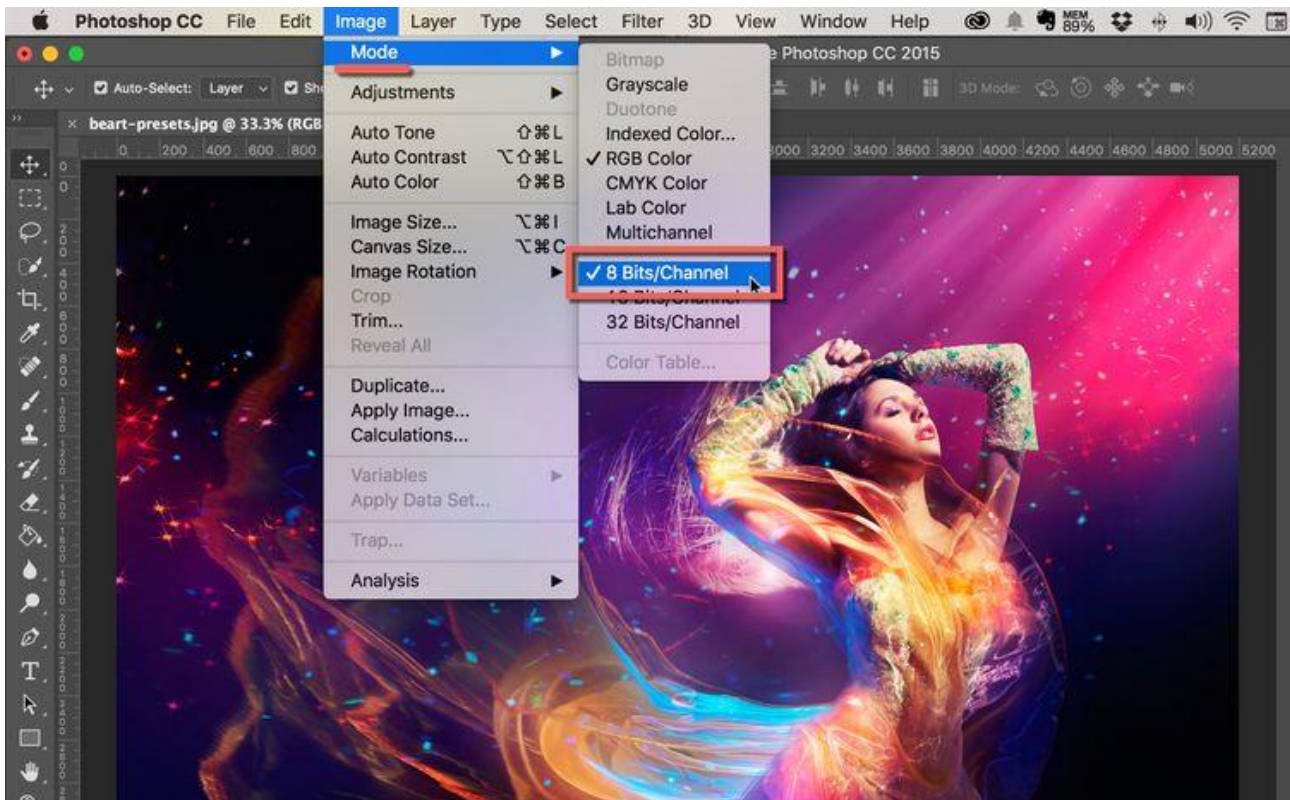 Photoshop CC File Edit Image Layer Type Select Filter 3D View Window Help MEM 89%
Photoshop CC 2015
Auto-Select: Layer 3D Mode:
× beart-presets.jpg @ 33.3% (RGB
0 200 400 600 800 3200 3400 3600 3800 4000 4200 4400 4600 4800 5000 5200
Mode
Adjustments
Auto Tone ⇧⌘L
Auto Contrast ⌥⇧⌘L
Auto Color ⇧⌘B
Image Size... ⌥⌘I
Canvas Size... ⌥⌘C
Image Rotation
Crop
Trim...
Reveal All
Duplicate...
Apply Image...
Calculations...
Variables
Apply Data Set...
Trap...
Analysis
Bitmap
Grayscale
Duotone
Indexed Color...
✓ RGB Color
CMYK Color
Lab Color
Multichannel
✓ 8 Bits/Channel
16 Bits/Channel
32 Bits/Channel
Color Table...